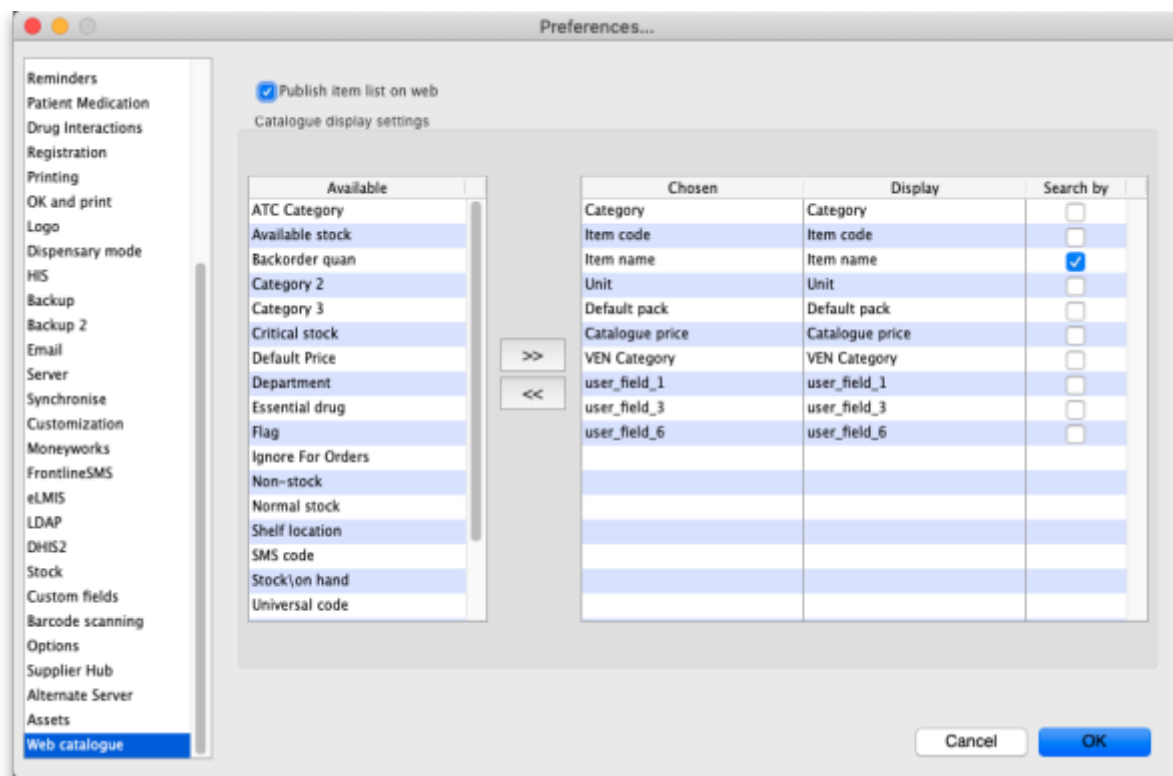 Preferences...
Reminders
Patient Medication
Drug Interactions
Registration
Printing
OK and print
Logo
Dispensary mode
HIS
Backup
Backup 2
Email
Server
Synchronise
Customization
Moneyworks
FrontlineSMS
eLMIS
LDAP
DHIS2
Stock
Custom fields
Barcode scanning
Options
Supplier Hub
Alternate Server
Assets
Web catalogue
Publish item list on web
Catalogue display settings
Available
ATC Category
Available stock
Backorder quan
Category 2
Category 3
Critical stock
Default Price
Department
Essential drug
Flag
Ignore For Orders
Non-stock
Normal stock
Shelf location
SMS code
Stock\on hand
Universal code
>>
<<
Chosen Display Search by
Category Category
Item code Item code
Item name Item name
Unit Unit
Default pack Default pack
Catalogue price Catalogue price
VEN Category VEN Category
user_field_1 user_field_1
user_field_3 user_field_3
user_field_6 user_field_6
Cancel OK